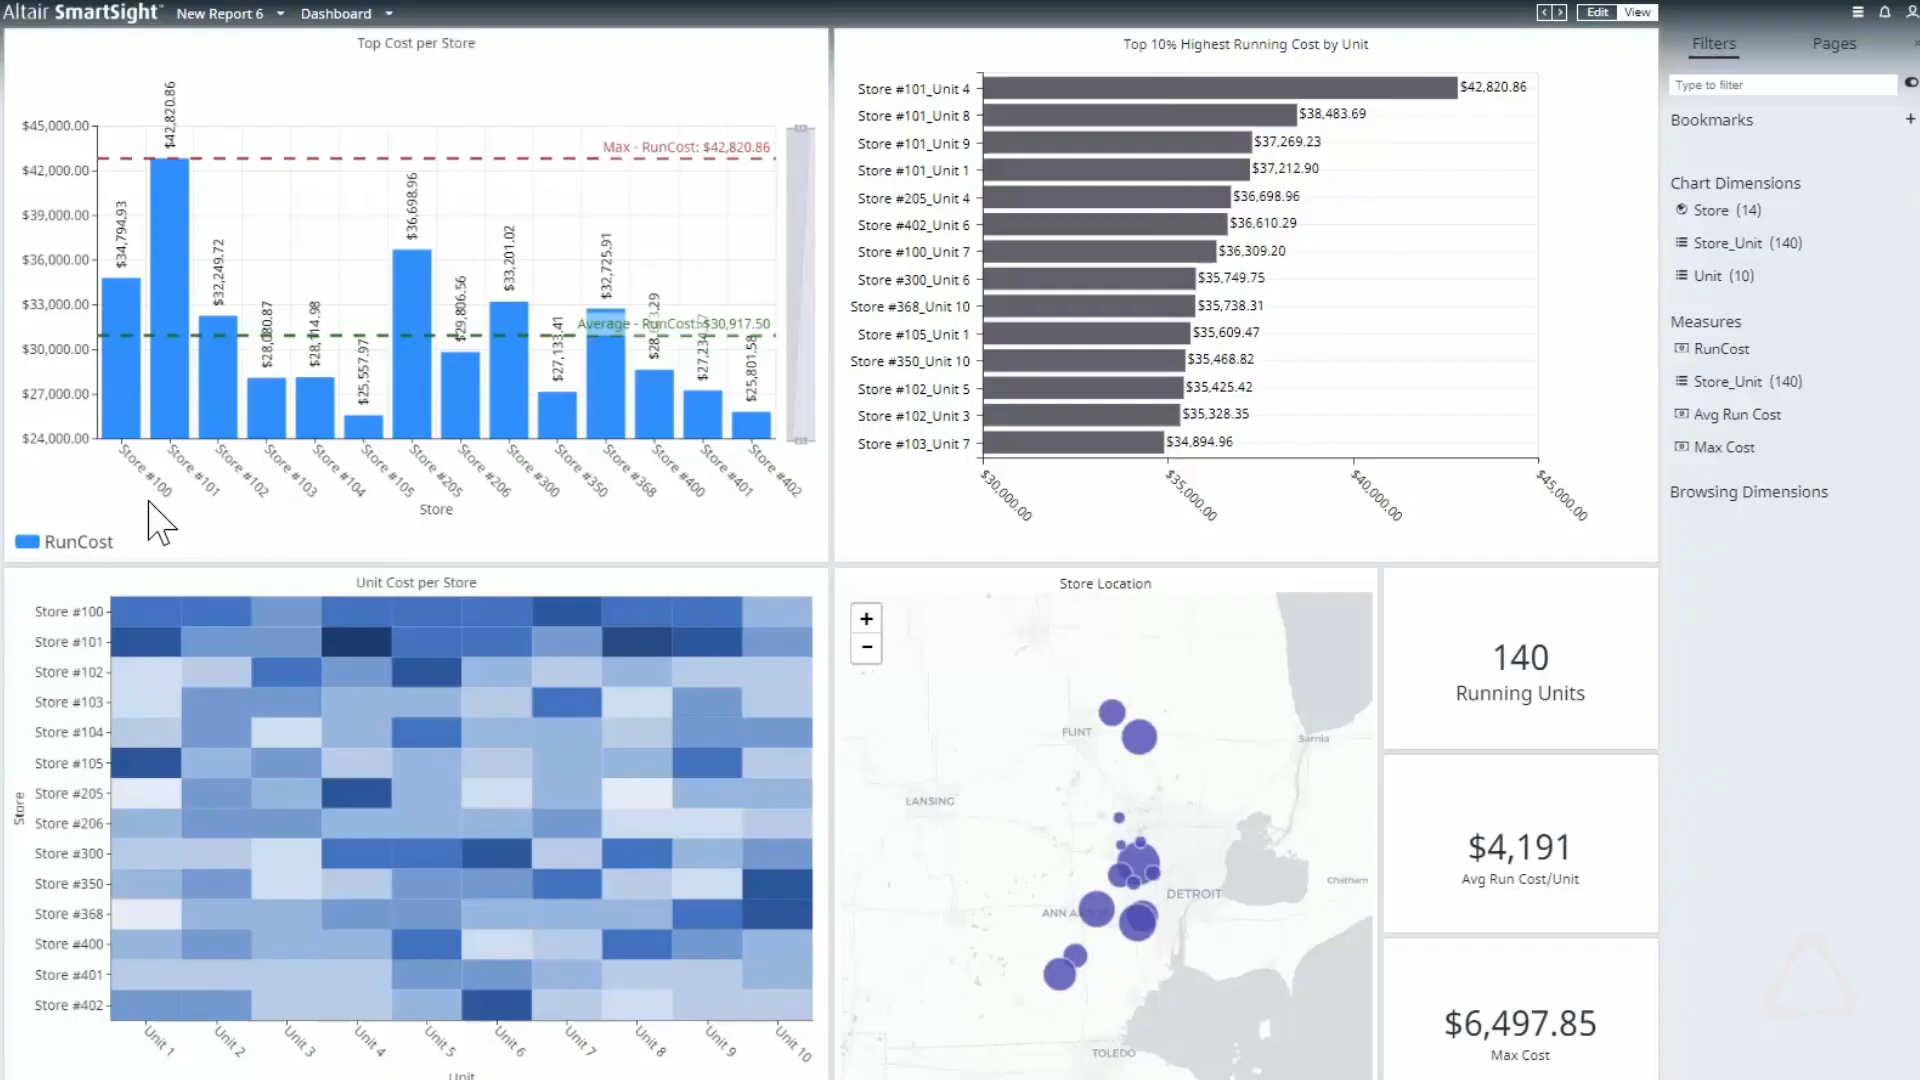 Altair SmartSight™ New Report 6 Dashboard
Edit View
Top Cost per Store
$45,000.00
$42,000.00
$39,000.00
$36,000.00
$33,000.00
$30,000.00
$27,000.00
$24,000.00
Max - RunCost: $42,820.86
Average - RunCost: $30,917.50
$34,794.93
$42,820.86
$32,249.72
$28,080.87
$28,114.98
$25,557.97
$36,698.96
$29,806.56
$33,201.02
$27,133.41
$32,725.91
$25,801.58
Store #100
Store #101
Store #102
Store #103
Store #104
Store #105
Store #205
Store #206
Store #300
Store #350
Store #368
Store #400
Store #401
Store #402
Store
RunCost
Top 10% Highest Running Cost by Unit
Store #101_Unit 4 $42,820.86
Store #101_Unit 8 $38,483.69
Store #101_Unit 9 $37,269.23
Store #101_Unit 1 $37,212.90
Store #205_Unit 4 $36,698.96
Store #402_Unit 6 $36,610.29
Store #100_Unit 7 $36,309.20
Store #300_Unit 6 $35,749.75
Store #368_Unit 10 $35,738.31
Store #105_Unit 1 $35,609.47
Store #350_Unit 10 $35,468.82
Store #102_Unit 5 $35,425.42
Store #102_Unit 3 $35,328.35
Store #103_Unit 7 $34,894.96
$30,000.00
$35,000.00
$40,000.00
$45,000.00
Unit Cost per Store
Store
Store #100
Store #101
Store #102
Store #103
Store #104
Store #105
Store #205
Store #206
Store #300
Store #350
Store #368
Store #400
Store #401
Store #402
Unit 1
Unit 2
Unit 3
Unit 4
Unit 5
Unit 6
Unit 7
Unit 8
Unit 9
Unit 10
Unit
Store Location
+
−
FLINT
Sarnia
LANSING
Chatham
DETROIT
ANN A
TOLEDO
140
Running Units
$4,191
Avg Run Cost/Unit
$6,497.85
Max Cost
Filters Pages
Type to filter
Bookmarks +
Chart Dimensions
Store (14)
Store_Unit (140)
Unit (10)
Measures
RunCost
Store_Unit (140)
Avg Run Cost
Max Cost
Browsing Dimensions